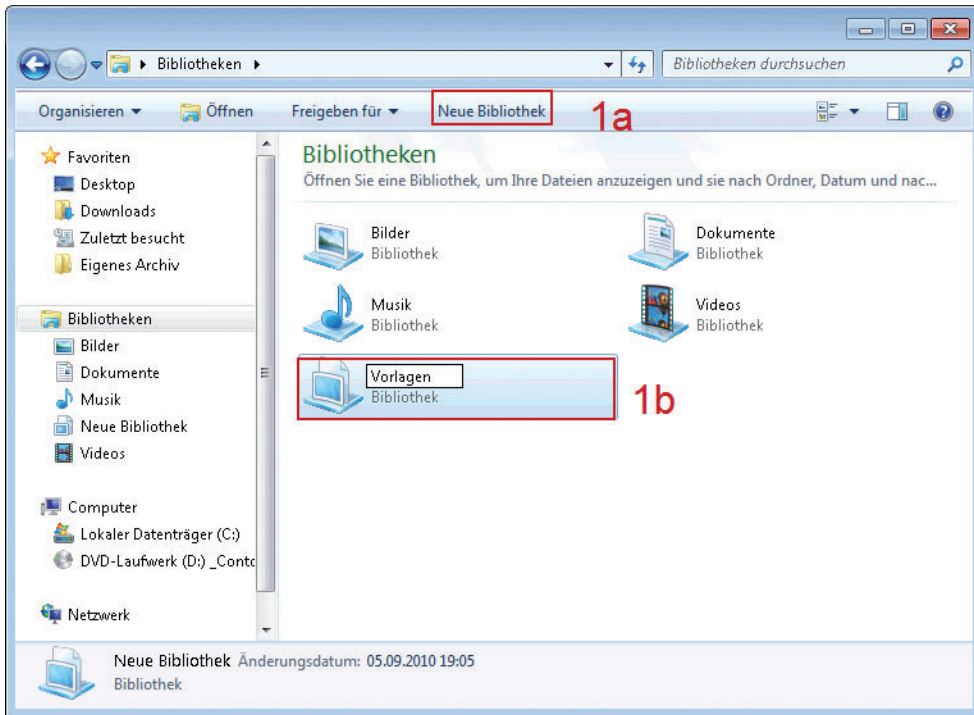 Bibliotheken
Bibliotheken durchsuchen
Organisieren Öffnen Freigeben für Neue Bibliothek 1a
Favoriten
Desktop
Downloads
Zuletzt besucht
Eigenes Archiv
Bibliotheken
Bilder
Dokumente
Musik
Neue Bibliothek
Videos
Computer
Lokaler Datenträger (C:)
DVD-Laufwerk (D:) _Contc
Netzwerk
Bibliotheken
Öffnen Sie eine Bibliothek, um Ihre Dateien anzuzeigen und sie nach Ordner, Datum und nac...
Bilder
Bibliothek
Dokumente
Bibliothek
Musik
Bibliothek
Videos
Bibliothek
Vorlagen
Bibliothek
1b
Neue Bibliothek Änderungsdatum: 05.09.2010 19:05
Bibliothek